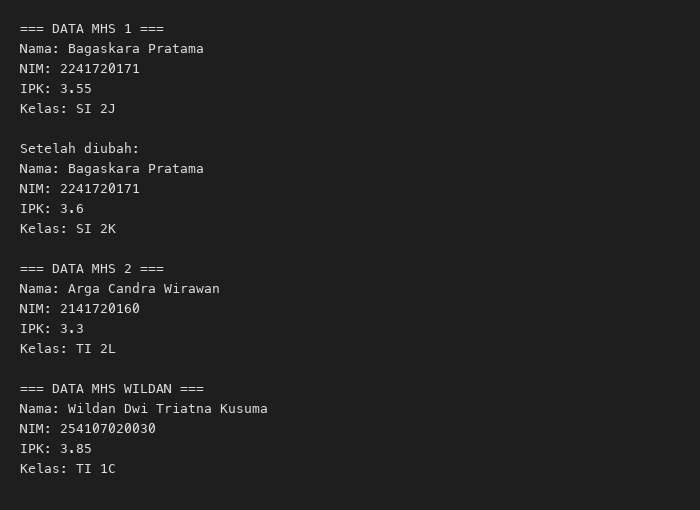 === DATA MHS 1 ===
Nama: Bagaskara Pratama
NIM: 2241720171
IPK: 3.55
Kelas: SI 2J

Setelah diubah:
Nama: Bagaskara Pratama
NIM: 2241720171
IPK: 3.6
Kelas: SI 2K

=== DATA MHS 2 ===
Nama: Arga Candra Wirawan
NIM: 2141720160
IPK: 3.3
Kelas: TI 2L

=== DATA MHS WILDAN ===
Nama: Wildan Dwi Triatna Kusuma
NIM: 254107020030
IPK: 3.85
Kelas: TI 1C